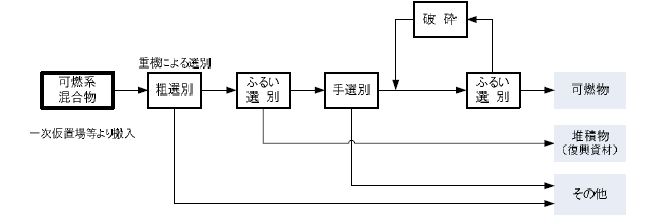 破 砕
重機による選別
可燃系
混合物
粗選別
ふるい
選 別
手選別
ふるい
選 別
可燃物
一次仮置場等より搬入
堆積物
（復興資材）
その他